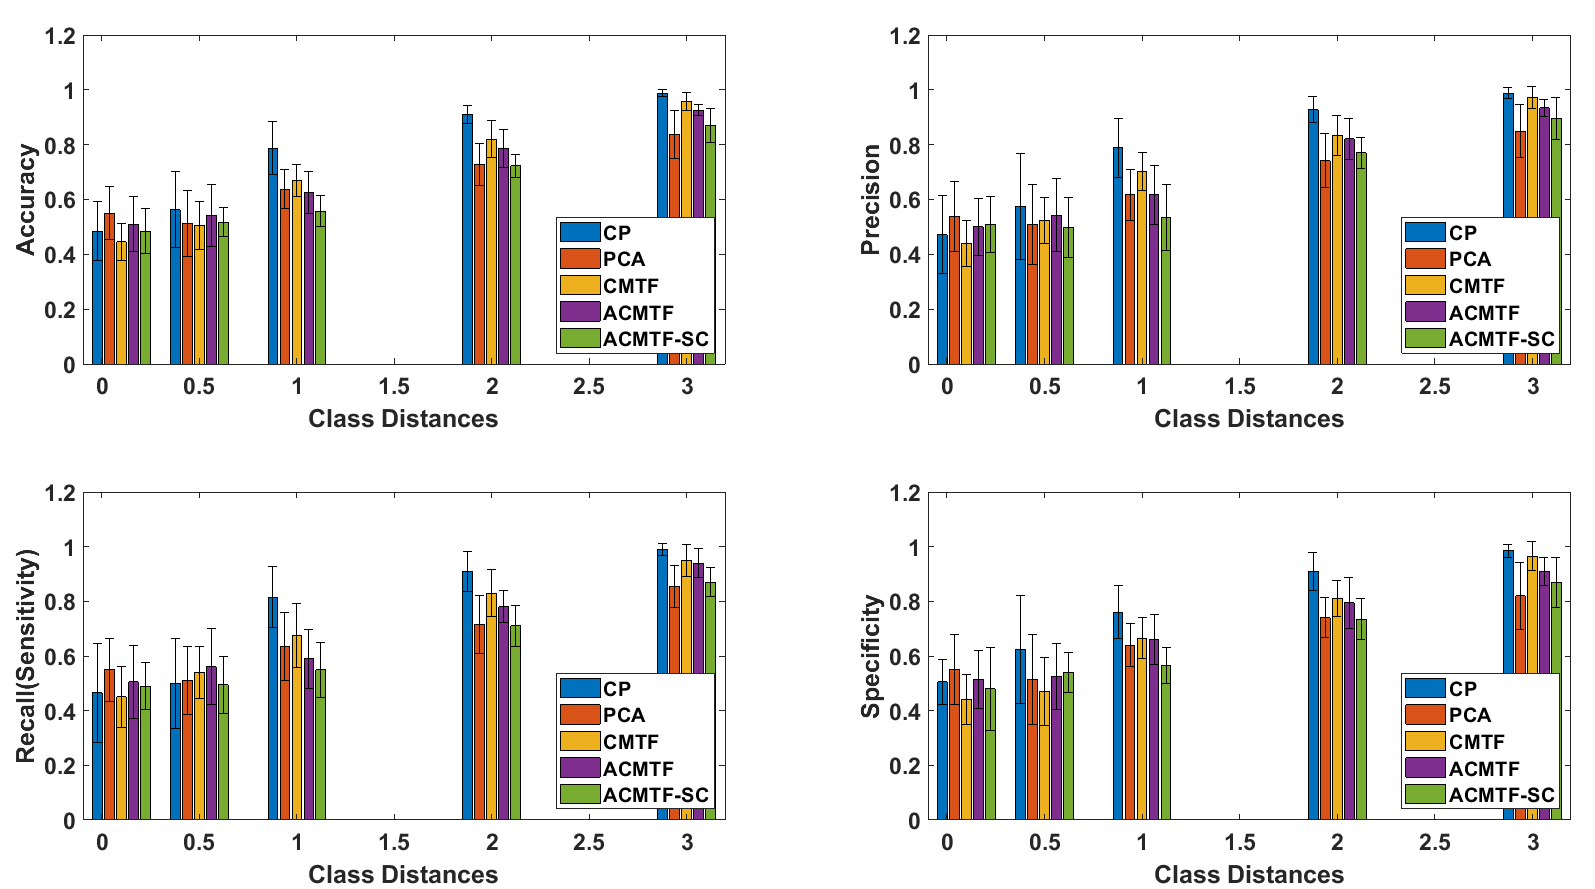 1.2
1
0.8
0.6
0.4
0.2
0
Accuracy
CP
PCA
CMTF
ACMTF
ACMTF-SC
0 0.5 1 1.5 2 2.5 3
Class Distances
1.2
1
0.8
0.6
0.4
0.2
0
Precision
CP
PCA
CMTF
ACMTF
ACMTF-SC
0 0.5 1 1.5 2 2.5 3
Class Distances
1.2
1
0.8
0.6
0.4
0.2
0
Recall(Sensitivity)
CP
PCA
CMTF
ACMTF
ACMTF-SC
0 0.5 1 1.5 2 2.5 3
Class Distances
1.2
1
0.8
0.6
0.4
0.2
0
Specificity
CP
PCA
CMTF
ACMTF
ACMTF-SC
0 0.5 1 1.5 2 2.5 3
Class Distances